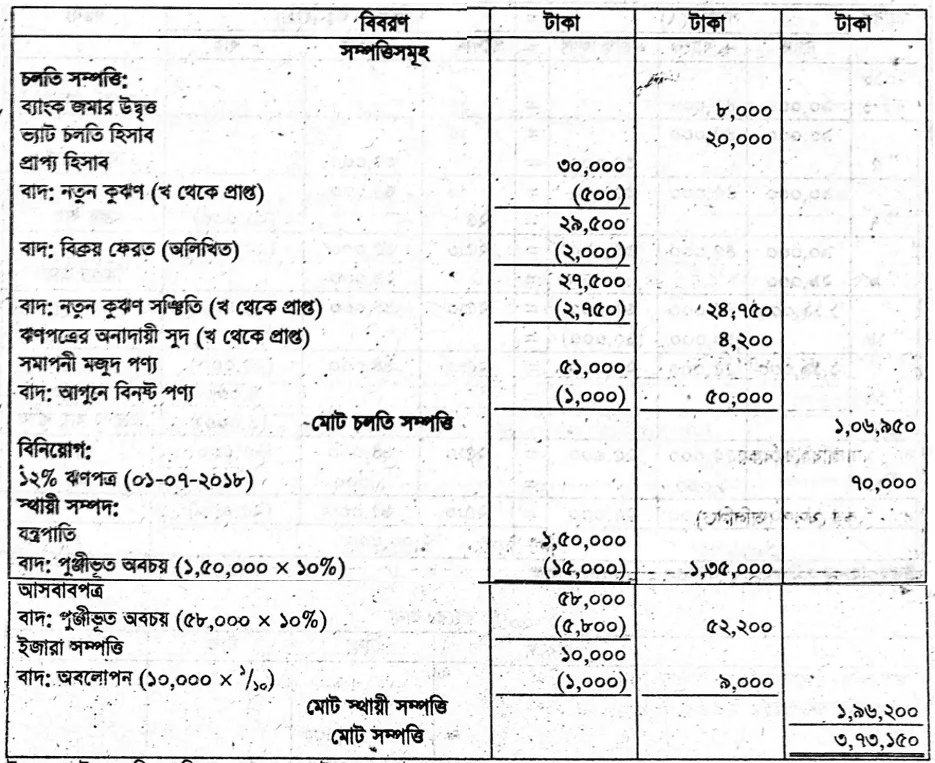 বিবরণ টাকা টাকা টাকা
সম্পত্তিসমূহ
চলতি সম্পত্তি:
ব্যাংক জমার উদ্বৃত্ত ৮,০০০
ভ্যাট চলতি হিসাব ২০,০০০
প্রাপ্য হিসাব ৩০,০০০
বাদ: নতুন কুঋণ (খ থেকে প্রাপ্ত) (৫০০)
২৯,৫০০
বাদ: বিক্রয় ফেরত (অলিখিত) (২,০০০)
২৭,৫০০
বাদ: নতুন কুঋণ সঞ্চিতি (খ থেকে প্রাপ্ত) (২,৭৫০) ২৪,৭৫০
ঋণপত্রের অনাদায়ী সুদ (খ থেকে প্রাপ্ত) ৪,২০০
সমাপনী মজুদ পণ্য ৫১,০০০
বাদ: আগুনে বিনষ্ট পণ্য (১,০০০) ৫০,০০০
মোট চলতি সম্পত্তি ১,০৬,৯৫০
বিনিয়োগ:
১২% ঋণপত্র (০১-০৭-২০১৮) ৭০,০০০
স্থায়ী সম্পদ:
যন্ত্রপাতি ১,৫০,০০০
বাদ: পুঞ্জীভূত অবচয় (১,৫০,০০০ × ১০%) (১৫,০০০) ১,৩৫,০০০
আসবাবপত্র ৫৮,০০০
বাদ: পুঞ্জীভূত অবচয় (৫৮,০০০ × ১০%) (৫,৮০০) ৫২,২০০
ইজারা সম্পত্তি ১০,০০০
বাদ: অবলোপন (১০,০০০ × ১/১০) (১,০০০) ৯,০০০
মোট স্থায়ী সম্পত্তি ১,৯৬,২০০
মোট সম্পত্তি ৩,৭৩,১৫০